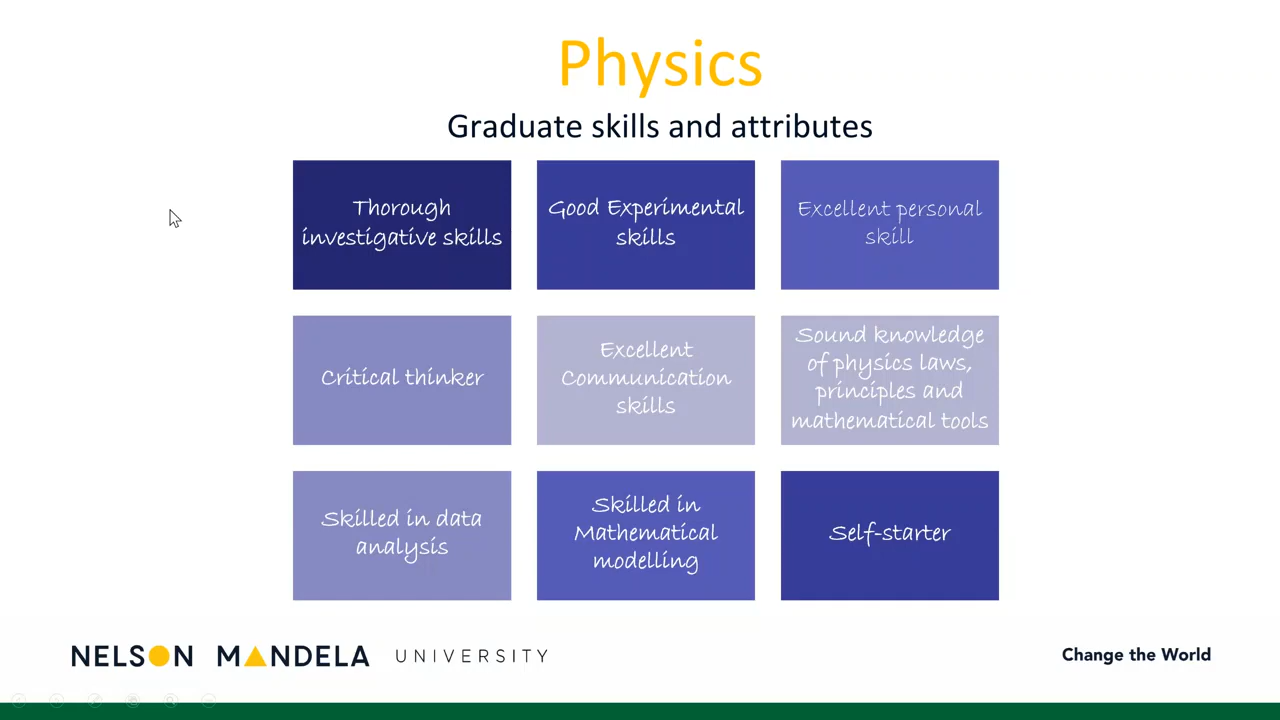 Physics
Graduate skills and attributes
Thorough
investigative skills
Good Experimental
skills
Excellent personal
skill
Critical thinker
Excellent
Communication
skills
Sound knowledge
of physics laws,
principles and
mathematical tools
Skilled in data
analysis
Skilled in
Mathematical
modelling
Self-starter
NELSON MANDELA UNIVERSITY
Change the World